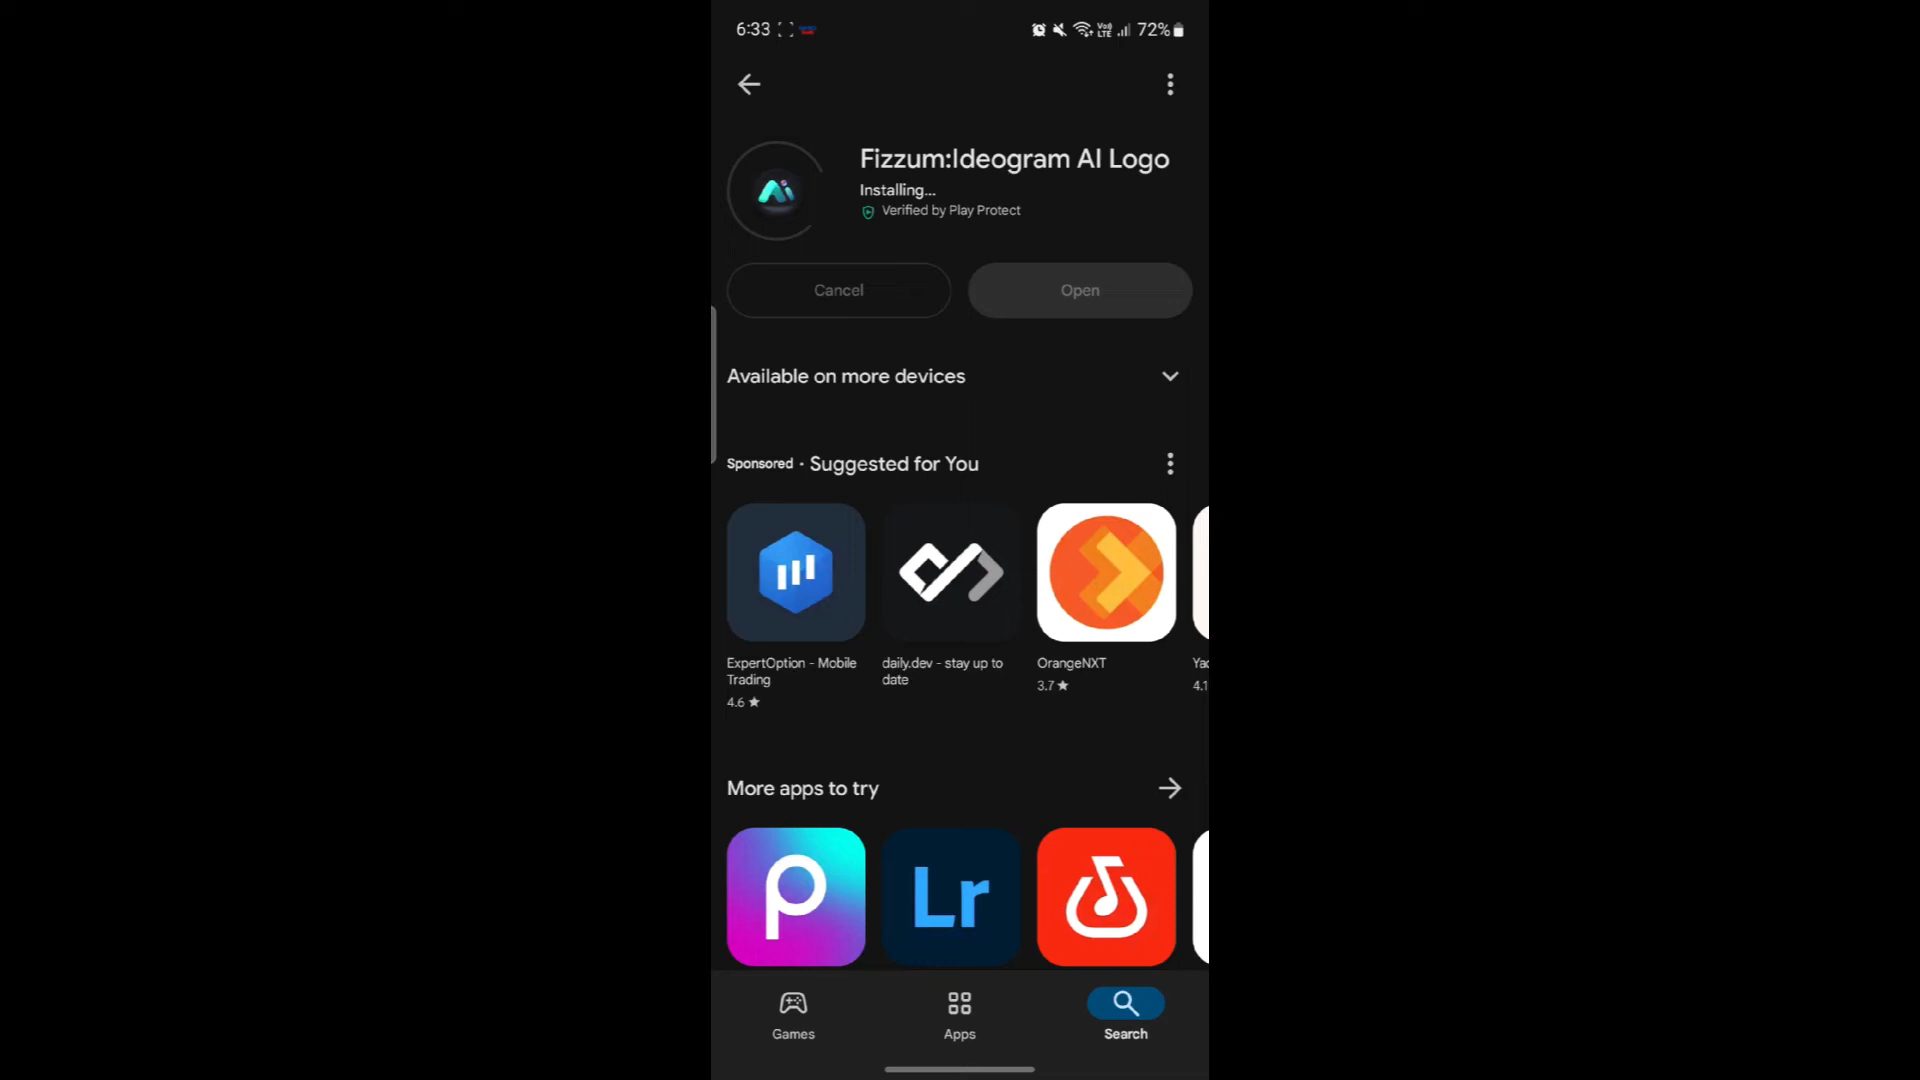 6:33
Vo))
LTE
72%
Fizzum:Ideogram AI Logo
Installing...
Verified by Play Protect
Cancel
Open
Available on more devices
Sponsored · Suggested for You
ExpertOption - Mobile
Trading
4.6 ★
daily.dev - stay up to
date
OrangeNXT
3.7 ★
4.1
More apps to try
Lr
Games
Apps
Search